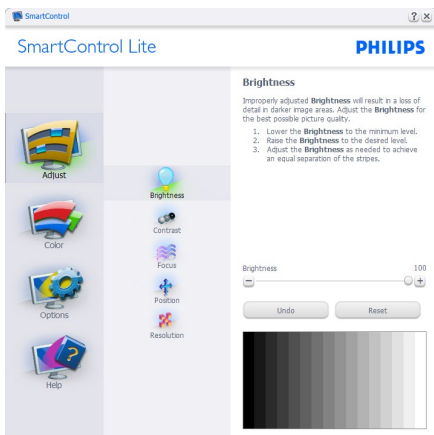 SmartControl
SmartControl Lite
PHILIPS
Adjust
Color
Options
Help
Brightness
Contrast
Focus
Position
Resolution
Brightness
Improperly adjusted Brightness will result in a loss of
detail in darker image areas. Adjust the Brightness for
the best possible picture quality.
1. Lower the Brightness to the minimum level.
2. Raise the Brightness to the desired level.
3. Adjust the Brightness as needed to achieve
an equal separation of the stripes.
Brightness 100
Undo Reset